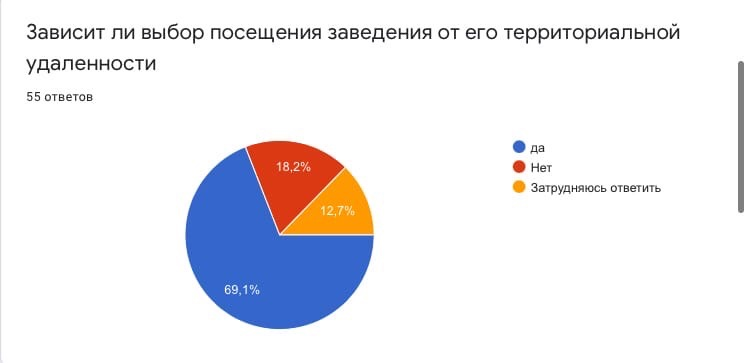 Зависит ли выбор посещения заведения от его территориальной
удаленности
55 ответов
18,2%
12,7%
69,1%
да
Нет
Затрудняюсь ответить